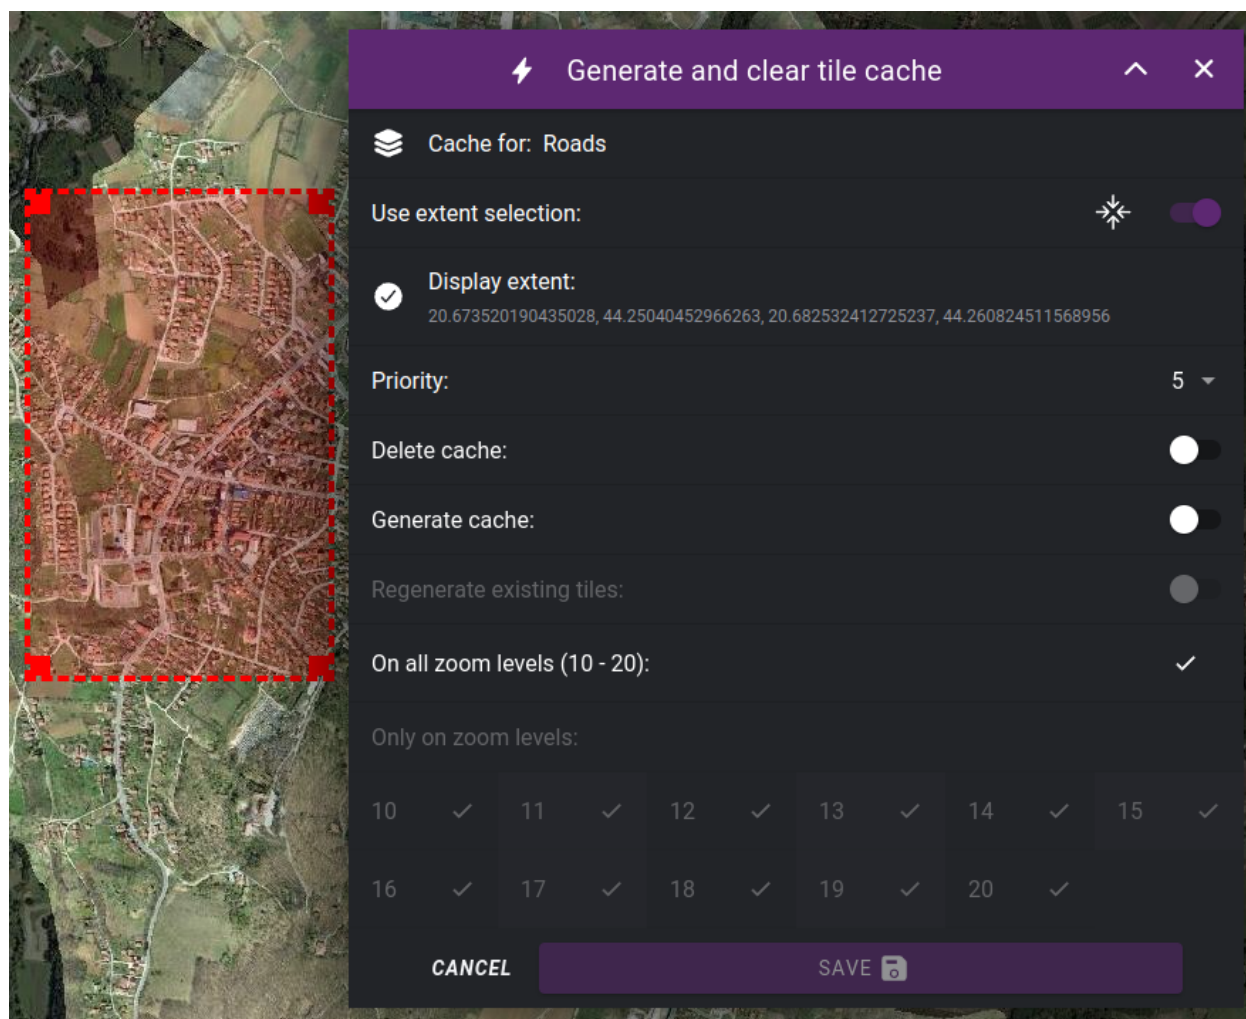 Generate and clear tile cache
Cache for: Roads
Use extent selection:
Display extent:
20.673520190435028, 44.25040452966263, 20.682532412725237, 44.260824511568956
Priority: 5
Delete cache:
Generate cache:
Regenerate existing tiles:
On all zoom levels (10 - 20):
Only on zoom levels:
10 11 12 13 14 15
16 17 18 19 20
CANCEL SAVE